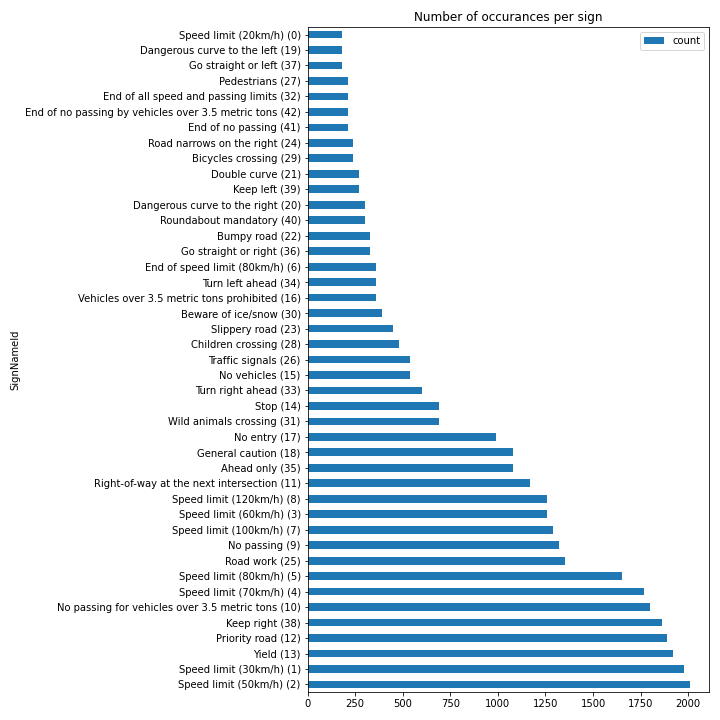 Number of occurances per sign
count
SignNameId
Speed limit (20km/h) (0)
Dangerous curve to the left (19)
Go straight or left (37)
Pedestrians (27)
End of all speed and passing limits (32)
End of no passing by vehicles over 3.5 metric tons (42)
End of no passing (41)
Road narrows on the right (24)
Bicycles crossing (29)
Double curve (21)
Keep left (39)
Dangerous curve to the right (20)
Roundabout mandatory (40)
Bumpy road (22)
Go straight or right (36)
End of speed limit (80km/h) (6)
Turn left ahead (34)
Vehicles over 3.5 metric tons prohibited (16)
Beware of ice/snow (30)
Slippery road (23)
Children crossing (28)
Traffic signals (26)
No vehicles (15)
Turn right ahead (33)
Stop (14)
Wild animals crossing (31)
No entry (17)
General caution (18)
Ahead only (35)
Right-of-way at the next intersection (11)
Speed limit (120km/h) (8)
Speed limit (60km/h) (3)
Speed limit (100km/h) (7)
No passing (9)
Road work (25)
Speed limit (80km/h) (5)
Speed limit (70km/h) (4)
No passing for vehicles over 3.5 metric tons (10)
Keep right (38)
Priority road (12)
Yield (13)
Speed limit (30km/h) (1)
Speed limit (50km/h) (2)
0 250 500 750 1000 1250 1500 1750 2000